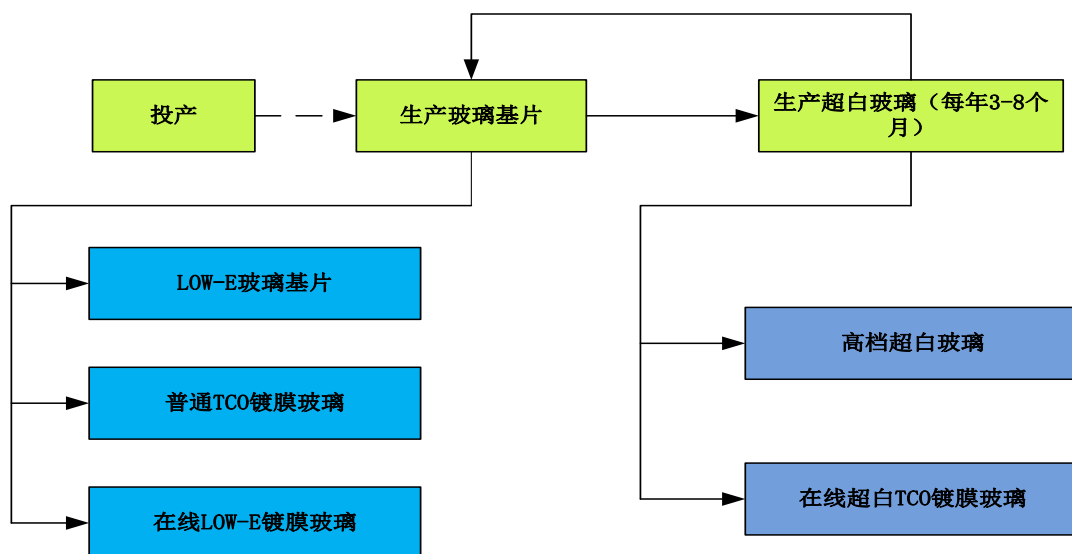 投产
生产玻璃基片
生产超白玻璃（每年3-8个
月）
LOW-E玻璃基片
高档超白玻璃
普通TCO镀膜玻璃
在线超白TCO镀膜玻璃
在线LOW-E镀膜玻璃